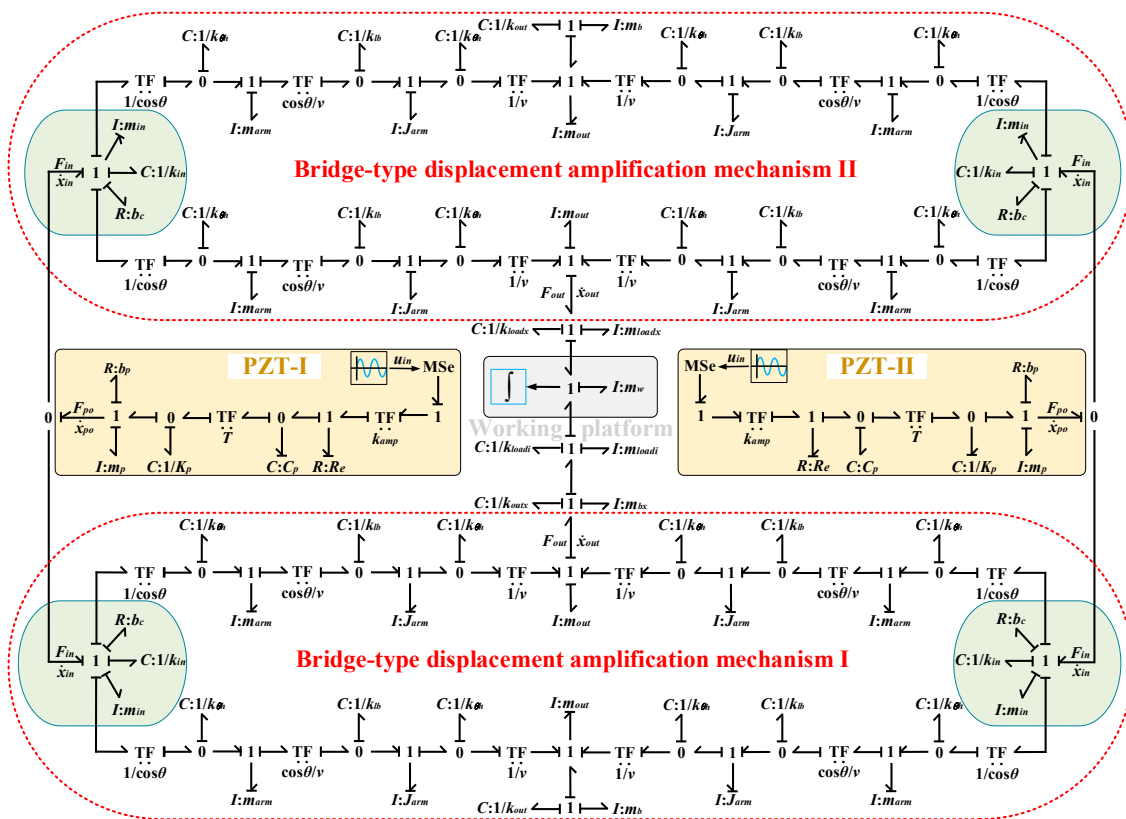 C:1/kout 1 I:mb
C:1/kθh C:1/klb C:1/kθh C:1/kθh C:1/klb C:1/kθh
TF 0 1 TF 0 1 0 TF 1 TF 0 1 0 TF 1 0 TF
1/cosθ cosθ/v 1/v 1/v cosθ/v 1/cosθ
I:marm I:Jarm I:mout I:Jarm I:marm
I:min I:min
Fin 1 C:1/kin Bridge-type displacement amplification mechanism II C:1/kin 1 Fin
ẋin ẋin
R:bc R:bc
C:1/kθh C:1/klb C:1/kθh I:mout C:1/kθh C:1/klb C:1/kθh
TF 0 1 TF 0 1 0 TF 1 TF 0 1 0 TF 1 0 TF
1/cosθ cosθ/v 1/v 1/v cosθ/v 1/cosθ
I:marm I:Jarm Fout ẋout I:Jarm I:marm
C:1/kloadx 1 I:mloadx
R:bp PZT-I uin MSe MSe uin PZT-II R:bp
∫ 1 I:mw
0 Fpo 1 0 TF 0 1 TF 1 1 TF 1 0 TF 0 1 Fpo 0
ẋpo T kamp Working platform kamp T ẋpo
I:mp C:1/Kp C:Cp R:Re C:1/kloadi 1 I:mloadi R:Re C:Cp C:1/Kp I:mp
C:1/koutx 1 I:mbx
C:1/kθh C:1/klb C:1/kθh Fout ẋout C:1/kθh C:1/klb C:1/kθh
TF 0 1 TF 0 1 0 TF 1 TF 0 1 0 TF 1 0 TF
1/cosθ cosθ/v 1/v 1/v cosθ/v 1/cosθ
I:marm I:Jarm I:mout I:Jarm I:marm
R:bc R:bc
Fin 1 C:1/kin Bridge-type displacement amplification mechanism I C:1/kin 1 Fin
ẋin ẋin
I:min I:min
C:1/kθh C:1/klb C:1/kθh I:mout C:1/kθh C:1/klb C:1/kθh
TF 0 1 TF 0 1 0 TF 1 TF 0 1 0 TF 1 0 TF
1/cosθ cosθ/v 1/v 1/v cosθ/v 1/cosθ
I:marm I:Jarm I:Jarm I:marm
C:1/kout 1 I:mb